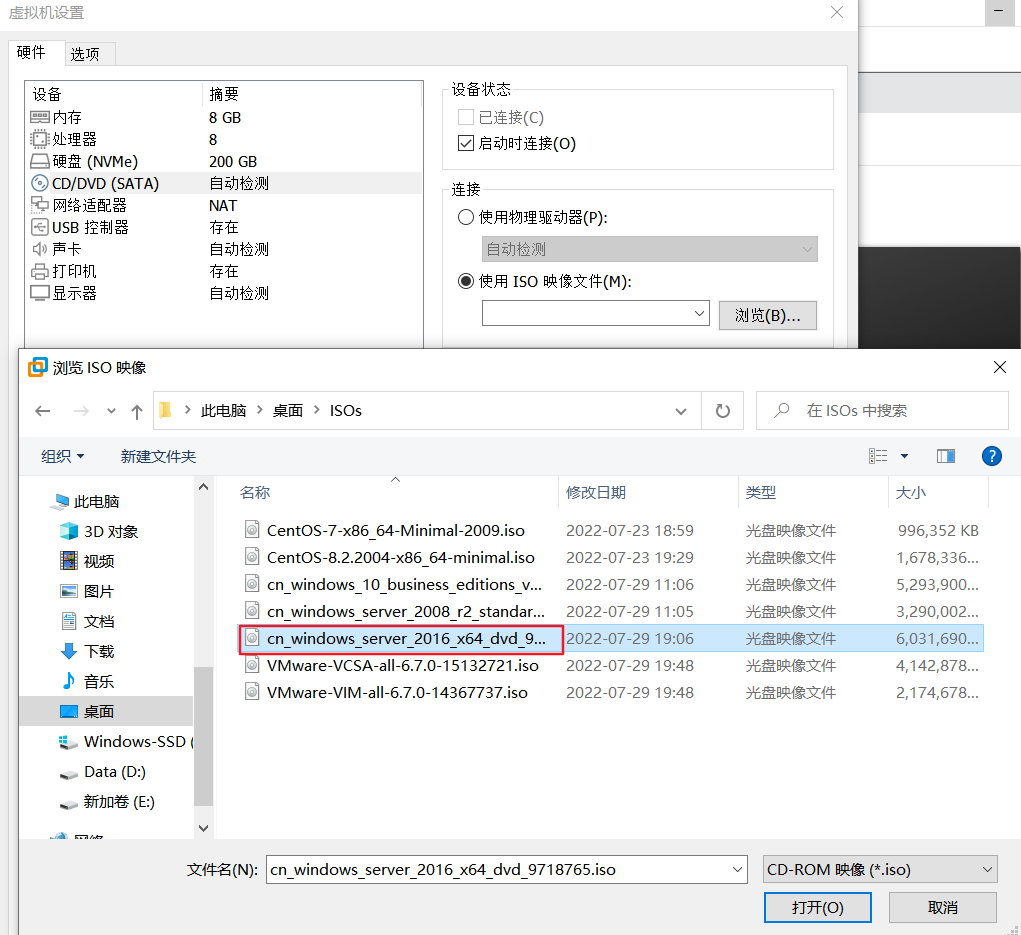 虚拟机设置
硬件 选项
设备 摘要
内存 8 GB
处理器 8
硬盘 (NVMe) 200 GB
CD/DVD (SATA) 自动检测
网络适配器 NAT
USB 控制器 存在
声卡 自动检测
打印机 存在
显示器 自动检测
设备状态
已连接(C)
启动时连接(O)
连接
使用物理驱动器(P):
自动检测
使用 ISO 映像文件(M):
浏览(B)...
浏览 ISO 映像
此电脑 桌面 ISOs
在 ISOs 中搜索
组织 新建文件夹
此电脑
3D 对象
视频
图片
文档
下载
音乐
桌面
Windows-SSD (
Data (D:)
新加卷 (E:)
网络
名称 修改日期 类型 大小
CentOS-7-x86_64-Minimal-2009.iso 2022-07-23 18:59 光盘映像文件 996,352 KB
CentOS-8.2.2004-x86_64-minimal.iso 2022-07-23 19:29 光盘映像文件 1,678,336...
cn_windows_10_business_editions_v... 2022-07-29 11:06 光盘映像文件 5,293,900...
cn_windows_server_2008_r2_standar... 2022-07-29 11:05 光盘映像文件 3,290,002...
cn_windows_server_2016_x64_dvd_9... 2022-07-29 19:06 光盘映像文件 6,031,690...
VMware-VCSA-all-6.7.0-15132721.iso 2022-07-29 19:48 光盘映像文件 4,142,878...
VMware-VIM-all-6.7.0-14367737.iso 2022-07-29 19:48 光盘映像文件 2,174,678...
文件名(N): cn_windows_server_2016_x64_dvd_9718765.iso CD-ROM 映像 (*.iso)
打开(O) 取消